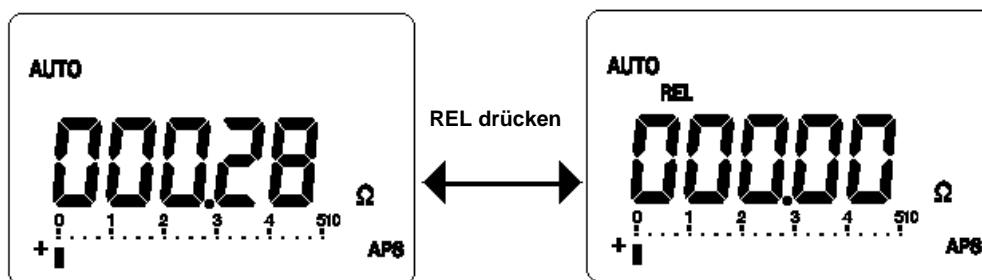 AUTO
000.28 Ω
0 1 2 3 4 510
+ APS
REL drücken
AUTO
REL
000.00 Ω
0 1 2 3 4 510
+ APS